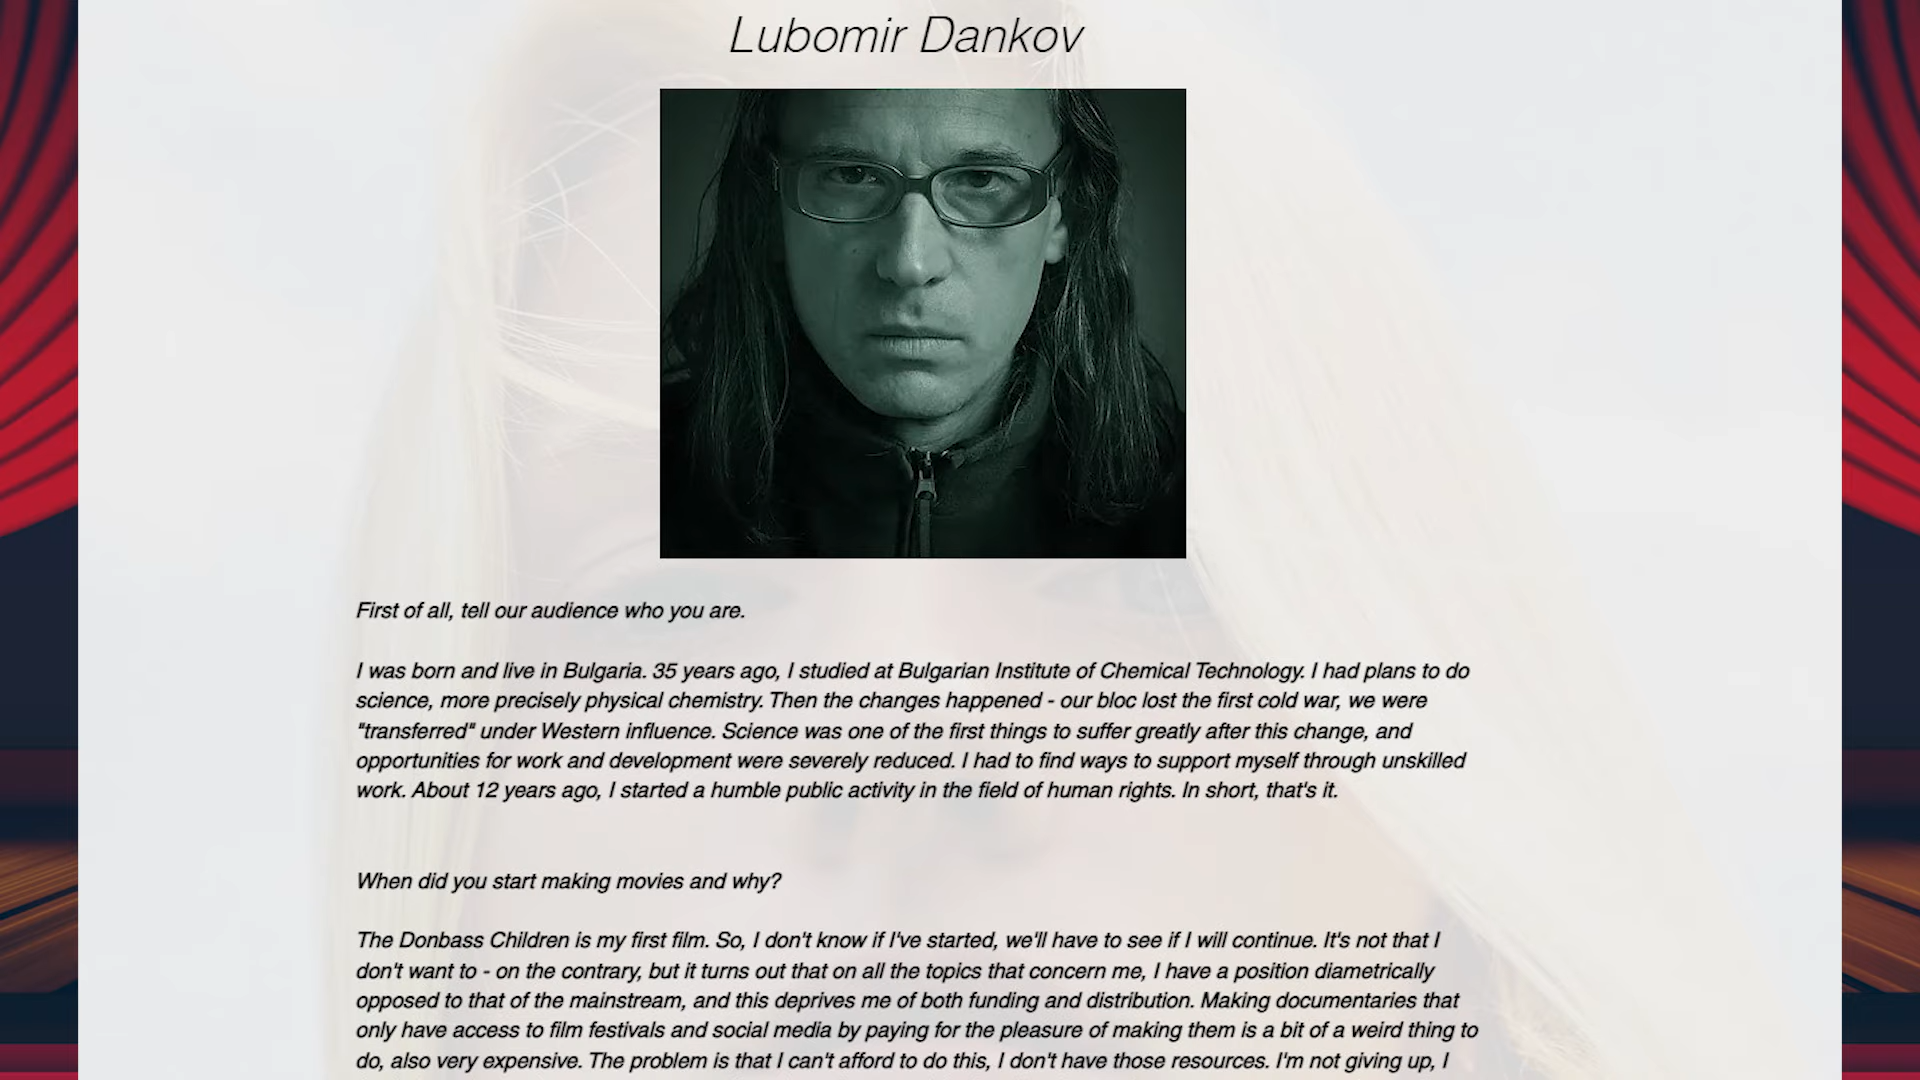 Lubomir Dankov
First of all, tell our audience who you are.
I was born and live in Bulgaria. 35 years ago, I studied at Bulgarian Institute of Chemical Technology. I had plans to do
science, more precisely physical chemistry. Then the changes happened - our bloc lost the first cold war, we were
"transferred" under Western influence. Science was one of the first things to suffer greatly after this change, and
opportunities for work and development were severely reduced. I had to find ways to support myself through unskilled
work. About 12 years ago, I started a humble public activity in the field of human rights. In short, that's it.
When did you start making movies and why?
The Donbass Children is my first film. So, I don't know if I've started, we'll have to see if I will continue. It's not that I
don't want to - on the contrary, but it turns out that on all the topics that concern me, I have a position diametrically
opposed to that of the mainstream, and this deprives me of both funding and distribution. Making documentaries that
only have access to film festivals and social media by paying for the pleasure of making them is a bit of a weird thing to
do, also very expensive. The problem is that I can't afford to do this, I don't have those resources. I'm not giving up, I